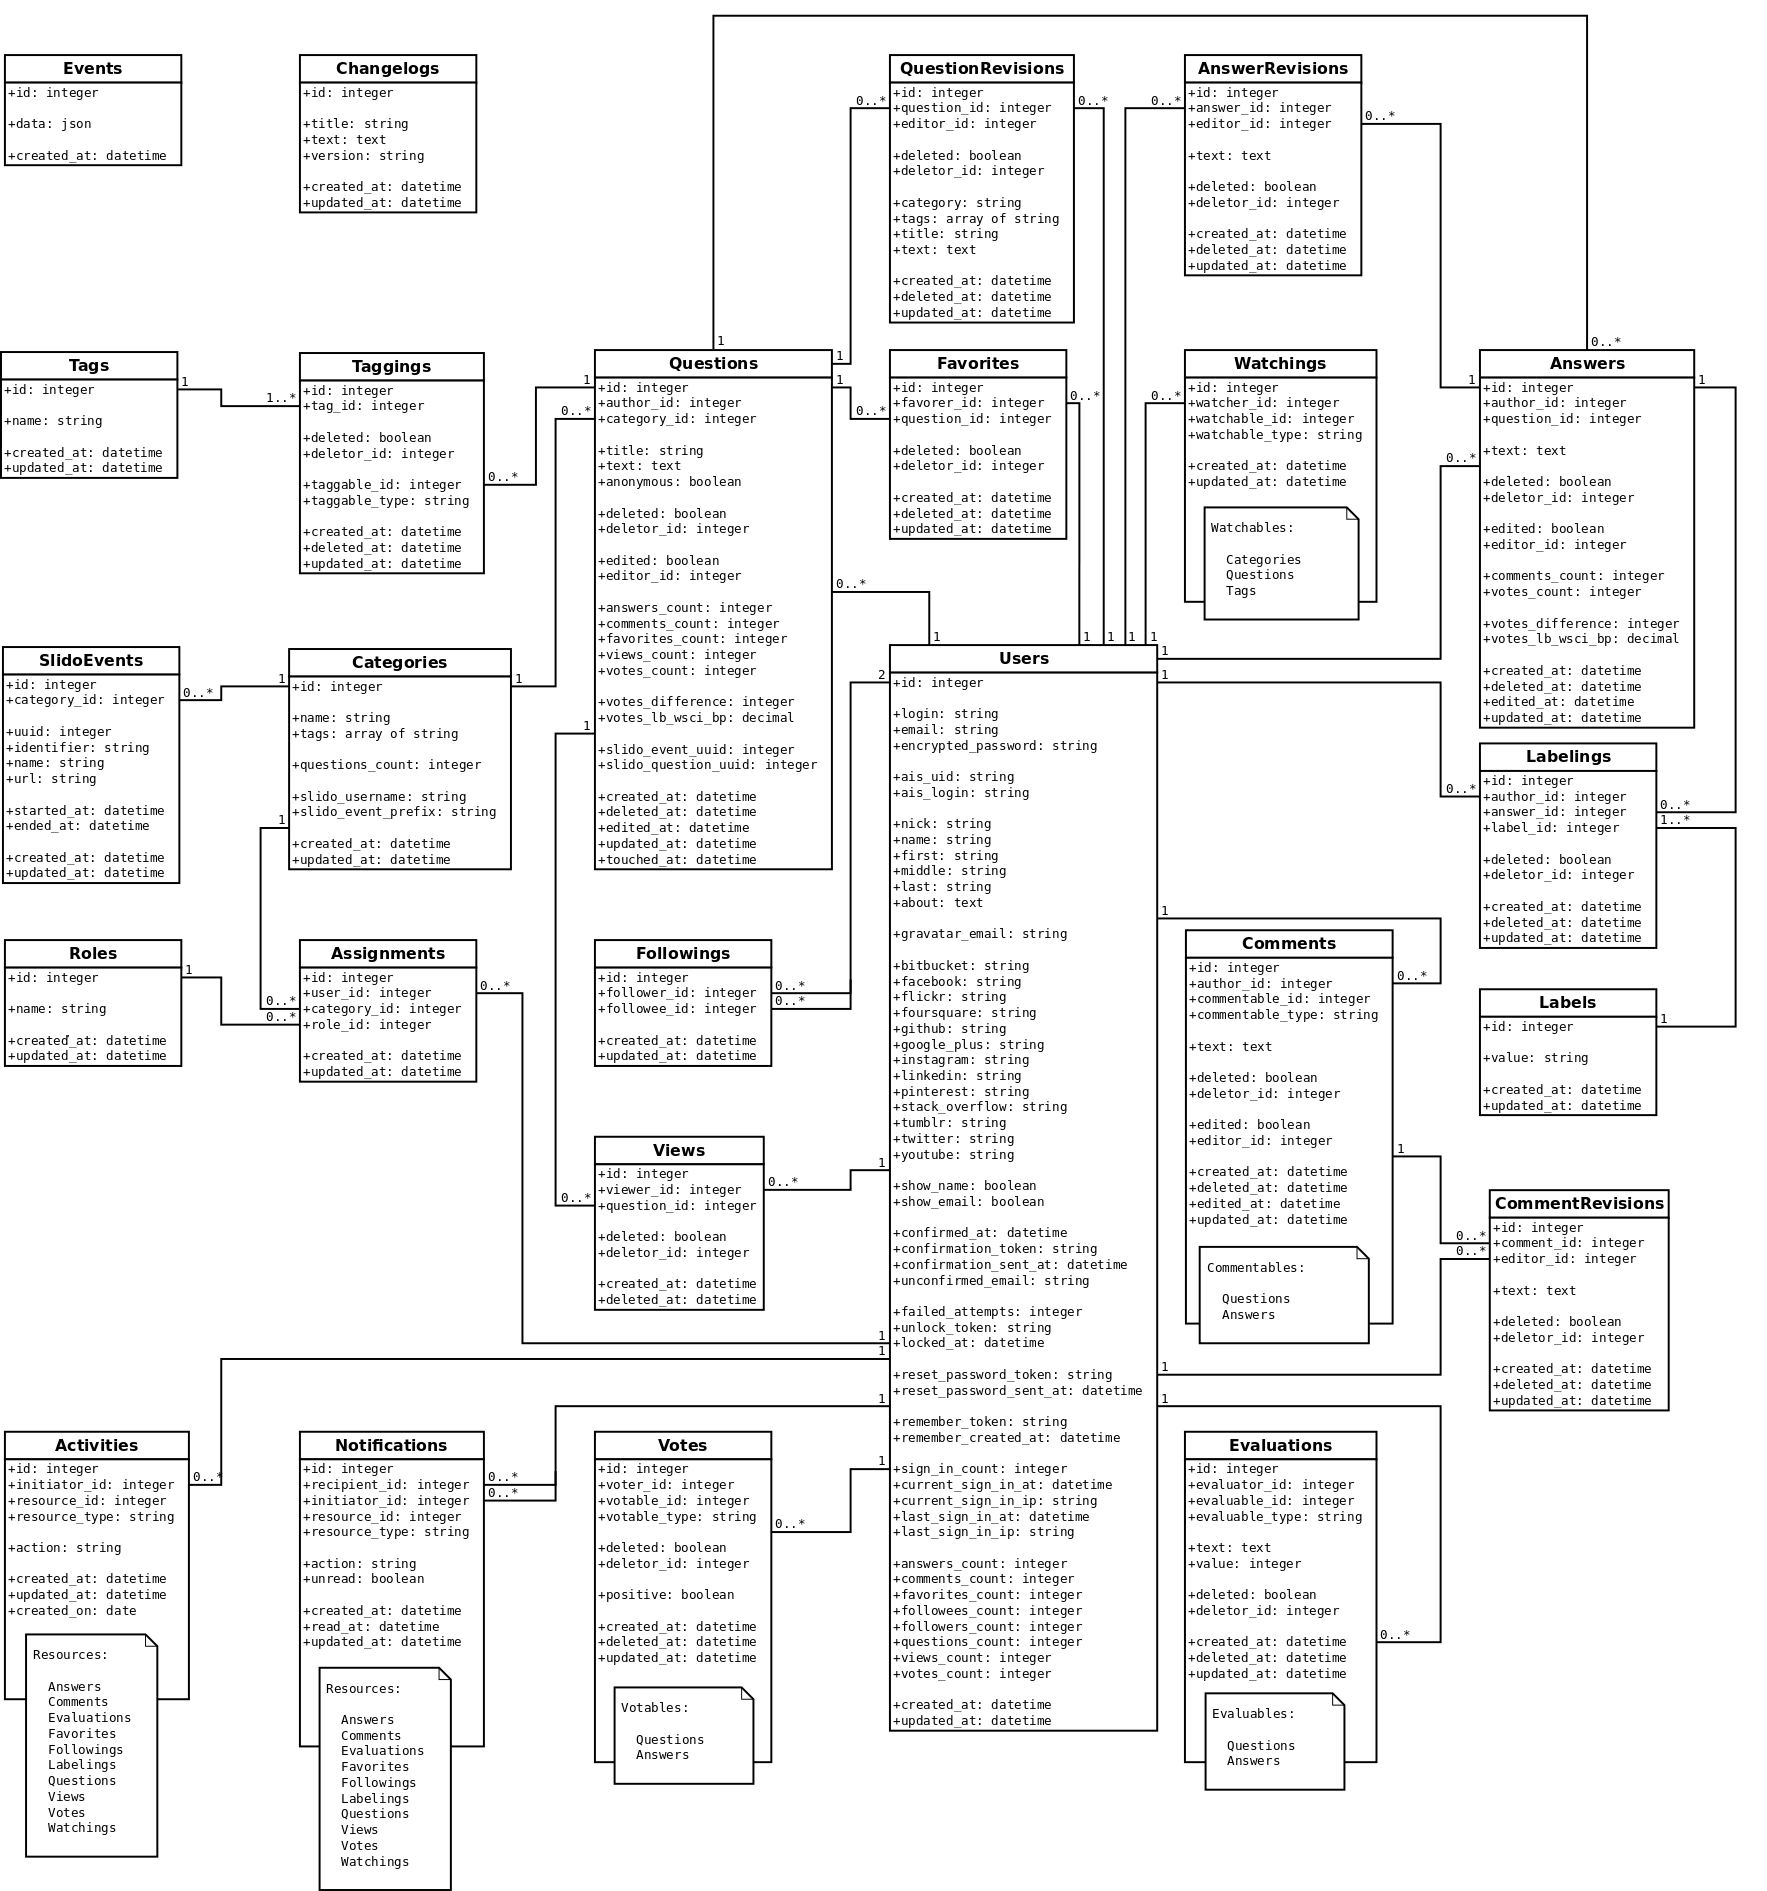 Events
+id: integer
+data: json
+created_at: datetime
Changelogs
+id: integer
+title: string
+text: text
+version: string
+created_at: datetime
+updated_at: datetime
QuestionRevisions
+id: integer
+question_id: integer
+editor_id: integer
+deleted: boolean
+deletor_id: integer
+category: string
+tags: array of string
+title: string
+text: text
+created_at: datetime
+deleted_at: datetime
+updated_at: datetime
0..*
0..*
AnswerRevisions
+id: integer
+answer_id: integer
+editor_id: integer
+text: text
+deleted: boolean
+deletor_id: integer
+created_at: datetime
+deleted_at: datetime
+updated_at: datetime
0..*
0..*
Tags
+id: integer
+name: string
+created_at: datetime
+updated_at: datetime
1
1..*
Taggings
+id: integer
+tag_id: integer
+deleted: boolean
+deletor_id: integer
+taggable_id: integer
+taggable_type: string
+created_at: datetime
+deleted_at: datetime
+updated_at: datetime
0..*
1
0..*
1
Questions
+id: integer
+author_id: integer
+category_id: integer
+title: string
+text: text
+anonymous: boolean
+deleted: boolean
+deletor_id: integer
+edited: boolean
+editor_id: integer
+answers_count: integer
+comments_count: integer
+favorites_count: integer
+views_count: integer
+votes_count: integer
+votes_difference: integer
+votes_lb_wsci_bp: decimal
+slido_event_uuid: integer
+slido_question_uuid: integer
+created_at: datetime
+deleted_at: datetime
+edited_at: datetime
+updated_at: datetime
+touched_at: datetime
1
1
1
0..*
0..*
Favorites
+id: integer
+favorer_id: integer
+question_id: integer
+deleted: boolean
+deletor_id: integer
+created_at: datetime
+deleted_at: datetime
+updated_at: datetime
0..*
0..*
Watchings
+id: integer
+watcher_id: integer
+watchable_id: integer
+watchable_type: string
+created_at: datetime
+updated_at: datetime
Watchables:
Categories
Questions
Tags
0..*
1
0..*
Answers
+id: integer
+author_id: integer
+question_id: integer
+text: text
+deleted: boolean
+deletor_id: integer
+edited: boolean
+editor_id: integer
+comments_count: integer
+votes_count: integer
+votes_difference: integer
+votes_lb_wsci_bp: decimal
+created_at: datetime
+deleted_at: datetime
+edited_at: datetime
+updated_at: datetime
1
SlidoEvents
+id: integer
+category_id: integer
+uuid: integer
+identifier: string
+name: string
+url: string
+started_at: datetime
+ended_at: datetime
+created_at: datetime
+updated_at: datetime
0..*
1
1
Categories
+id: integer
+name: string
+tags: array of string
+questions_count: integer
+slido_username: string
+slido_event_prefix: string
+created_at: datetime
+updated_at: datetime
1
1
1
1
1
1
1
2
1
1
1
1
1
Users
+id: integer
+login: string
+email: string
+encrypted_password: string
+ais_uid: string
+ais_login: string
+nick: string
+name: string
+first: string
+middle: string
+last: string
+about: text
+gravatar_email: string
+bitbucket: string
+facebook: string
+flickr: string
+foursquare: string
+github: string
+google_plus: string
+instagram: string
+linkedin: string
+pinterest: string
+stack_overflow: string
+tumblr: string
+twitter: string
+youtube: string
+show_name: boolean
+show_email: boolean
+confirmed_at: datetime
+confirmation_token: string
+confirmation_sent_at: datetime
+unconfirmed_email: string
+failed_attempts: integer
+unlock_token: string
+locked_at: datetime
+reset_password_token: string
+reset_password_sent_at: datetime
+remember_token: string
+remember_created_at: datetime
+sign_in_count: integer
+current_sign_in_at: datetime
+current_sign_in_ip: string
+last_sign_in_at: datetime
+last_sign_in_ip: string
+answers_count: integer
+comments_count: integer
+favorites_count: integer
+followees_count: integer
+followers_count: integer
+questions_count: integer
+views_count: integer
+votes_count: integer
+created_at: datetime
+updated_at: datetime
1
1
1
1
1
0..*
Labelings
+id: integer
+author_id: integer
+answer_id: integer
+label_id: integer
+deleted: boolean
+deletor_id: integer
+created_at: datetime
+deleted_at: datetime
+updated_at: datetime
0..*
1..*
Roles
+id: integer
+name: string
+created_at: datetime
+updated_at: datetime
1
0..*
0..*
Assignments
+id: integer
+user_id: integer
+category_id: integer
+role_id: integer
+created_at: datetime
+updated_at: datetime
0..*
Followings
+id: integer
+follower_id: integer
+followee_id: integer
+created_at: datetime
+updated_at: datetime
0..*
0..*
Comments
+id: integer
+author_id: integer
+commentable_id: integer
+commentable_type: string
+text: text
+deleted: boolean
+deletor_id: integer
+edited: boolean
+editor_id: integer
+created_at: datetime
+deleted_at: datetime
+edited_at: datetime
+updated_at: datetime
Commentables:
Questions
Answers
0..*
1
Labels
+id: integer
+value: string
+created_at: datetime
+updated_at: datetime
1
0..*
Views
+id: integer
+viewer_id: integer
+question_id: integer
+deleted: boolean
+deletor_id: integer
+created_at: datetime
+deleted_at: datetime
0..*
0..*
0..*
CommentRevisions
+id: integer
+comment_id: integer
+editor_id: integer
+text: text
+deleted: boolean
+deletor_id: integer
+created_at: datetime
+deleted_at: datetime
+updated_at: datetime
Activities
+id: integer
+initiator_id: integer
+resource_id: integer
+resource_type: string
+action: string
+created_at: datetime
+updated_at: datetime
+created_on: date
Resources:
Answers
Comments
Evaluations
Favorites
Followings
Labelings
Questions
Views
Votes
Watchings
0..*
Notifications
+id: integer
+recipient_id: integer
+initiator_id: integer
+resource_id: integer
+resource_type: string
+action: string
+unread: boolean
+created_at: datetime
+read_at: datetime
+updated_at: datetime
Resources:
Answers
Comments
Evaluations
Favorites
Followings
Labelings
Questions
Views
Votes
Watchings
0..*
0..*
Votes
+id: integer
+voter_id: integer
+votable_id: integer
+votable_type: string
+deleted: boolean
+deletor_id: integer
+positive: boolean
+created_at: datetime
+deleted_at: datetime
+updated_at: datetime
Votables:
Questions
Answers
0..*
Evaluations
+id: integer
+evaluator_id: integer
+evaluable_id: integer
+evaluable_type: string
+text: text
+value: integer
+deleted: boolean
+deletor_id: integer
+created_at: datetime
+deleted_at: datetime
+updated_at: datetime
Evaluables:
Questions
Answers
0..*